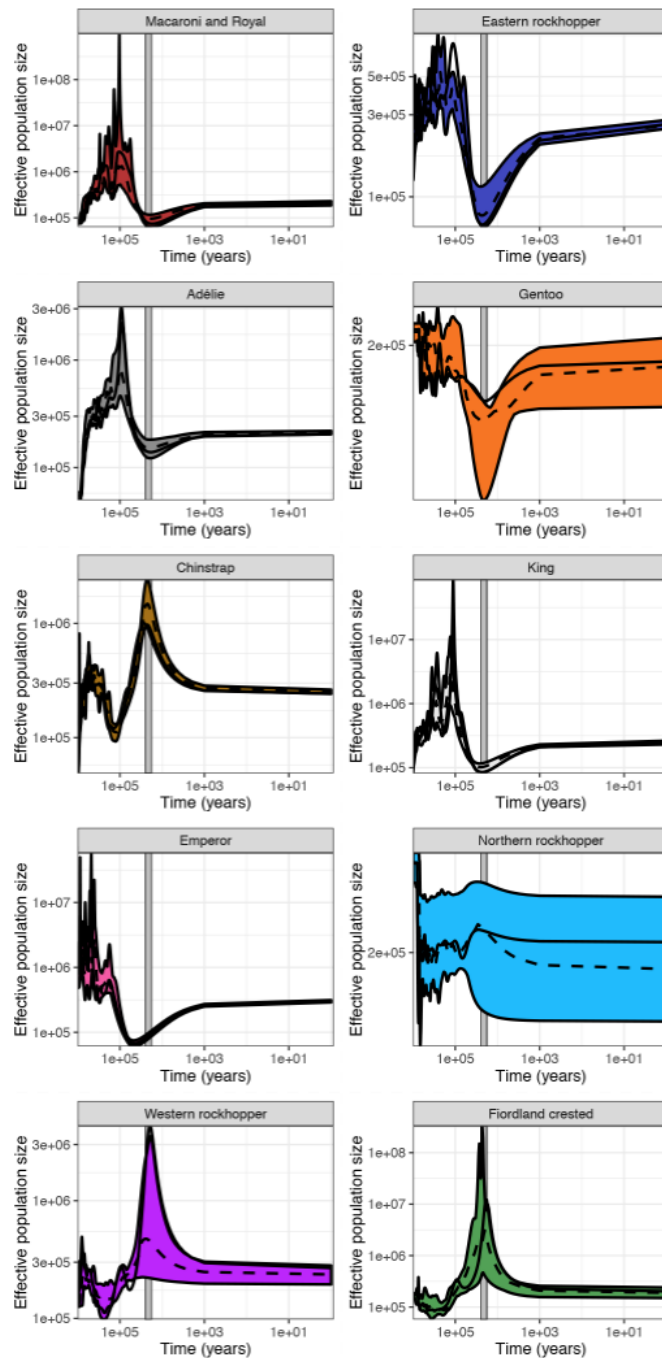 Macaroni and Royal
Effective population size
1e+08
1e+07
1e+06
1e+05
1e+05
1e+03
1e+01
Time (years)
Eastern rockhopper
Effective population size
5e+05
3e+05
1e+05
1e+05
1e+03
1e+01
Time (years)
Adélie
Effective population size
3e+06
1e+06
3e+05
1e+05
1e+05
1e+03
1e+01
Time (years)
Gentoo
Effective population size
2e+05
1e+05
1e+03
1e+01
Time (years)
Chinstrap
Effective population size
1e+06
3e+05
1e+05
1e+05
1e+03
1e+01
Time (years)
King
Effective population size
1e+07
1e+06
1e+05
1e+05
1e+03
1e+01
Time (years)
Emperor
Effective population size
1e+07
1e+06
1e+05
1e+05
1e+03
1e+01
Time (years)
Northern rockhopper
Effective population size
2e+05
1e+05
1e+03
1e+01
Time (years)
Western rockhopper
Effective population size
3e+06
1e+06
3e+05
1e+05
1e+05
1e+03
1e+01
Time (years)
Fiordland crested
Effective population size
1e+08
1e+07
1e+06
1e+05
1e+05
1e+03
1e+01
Time (years)